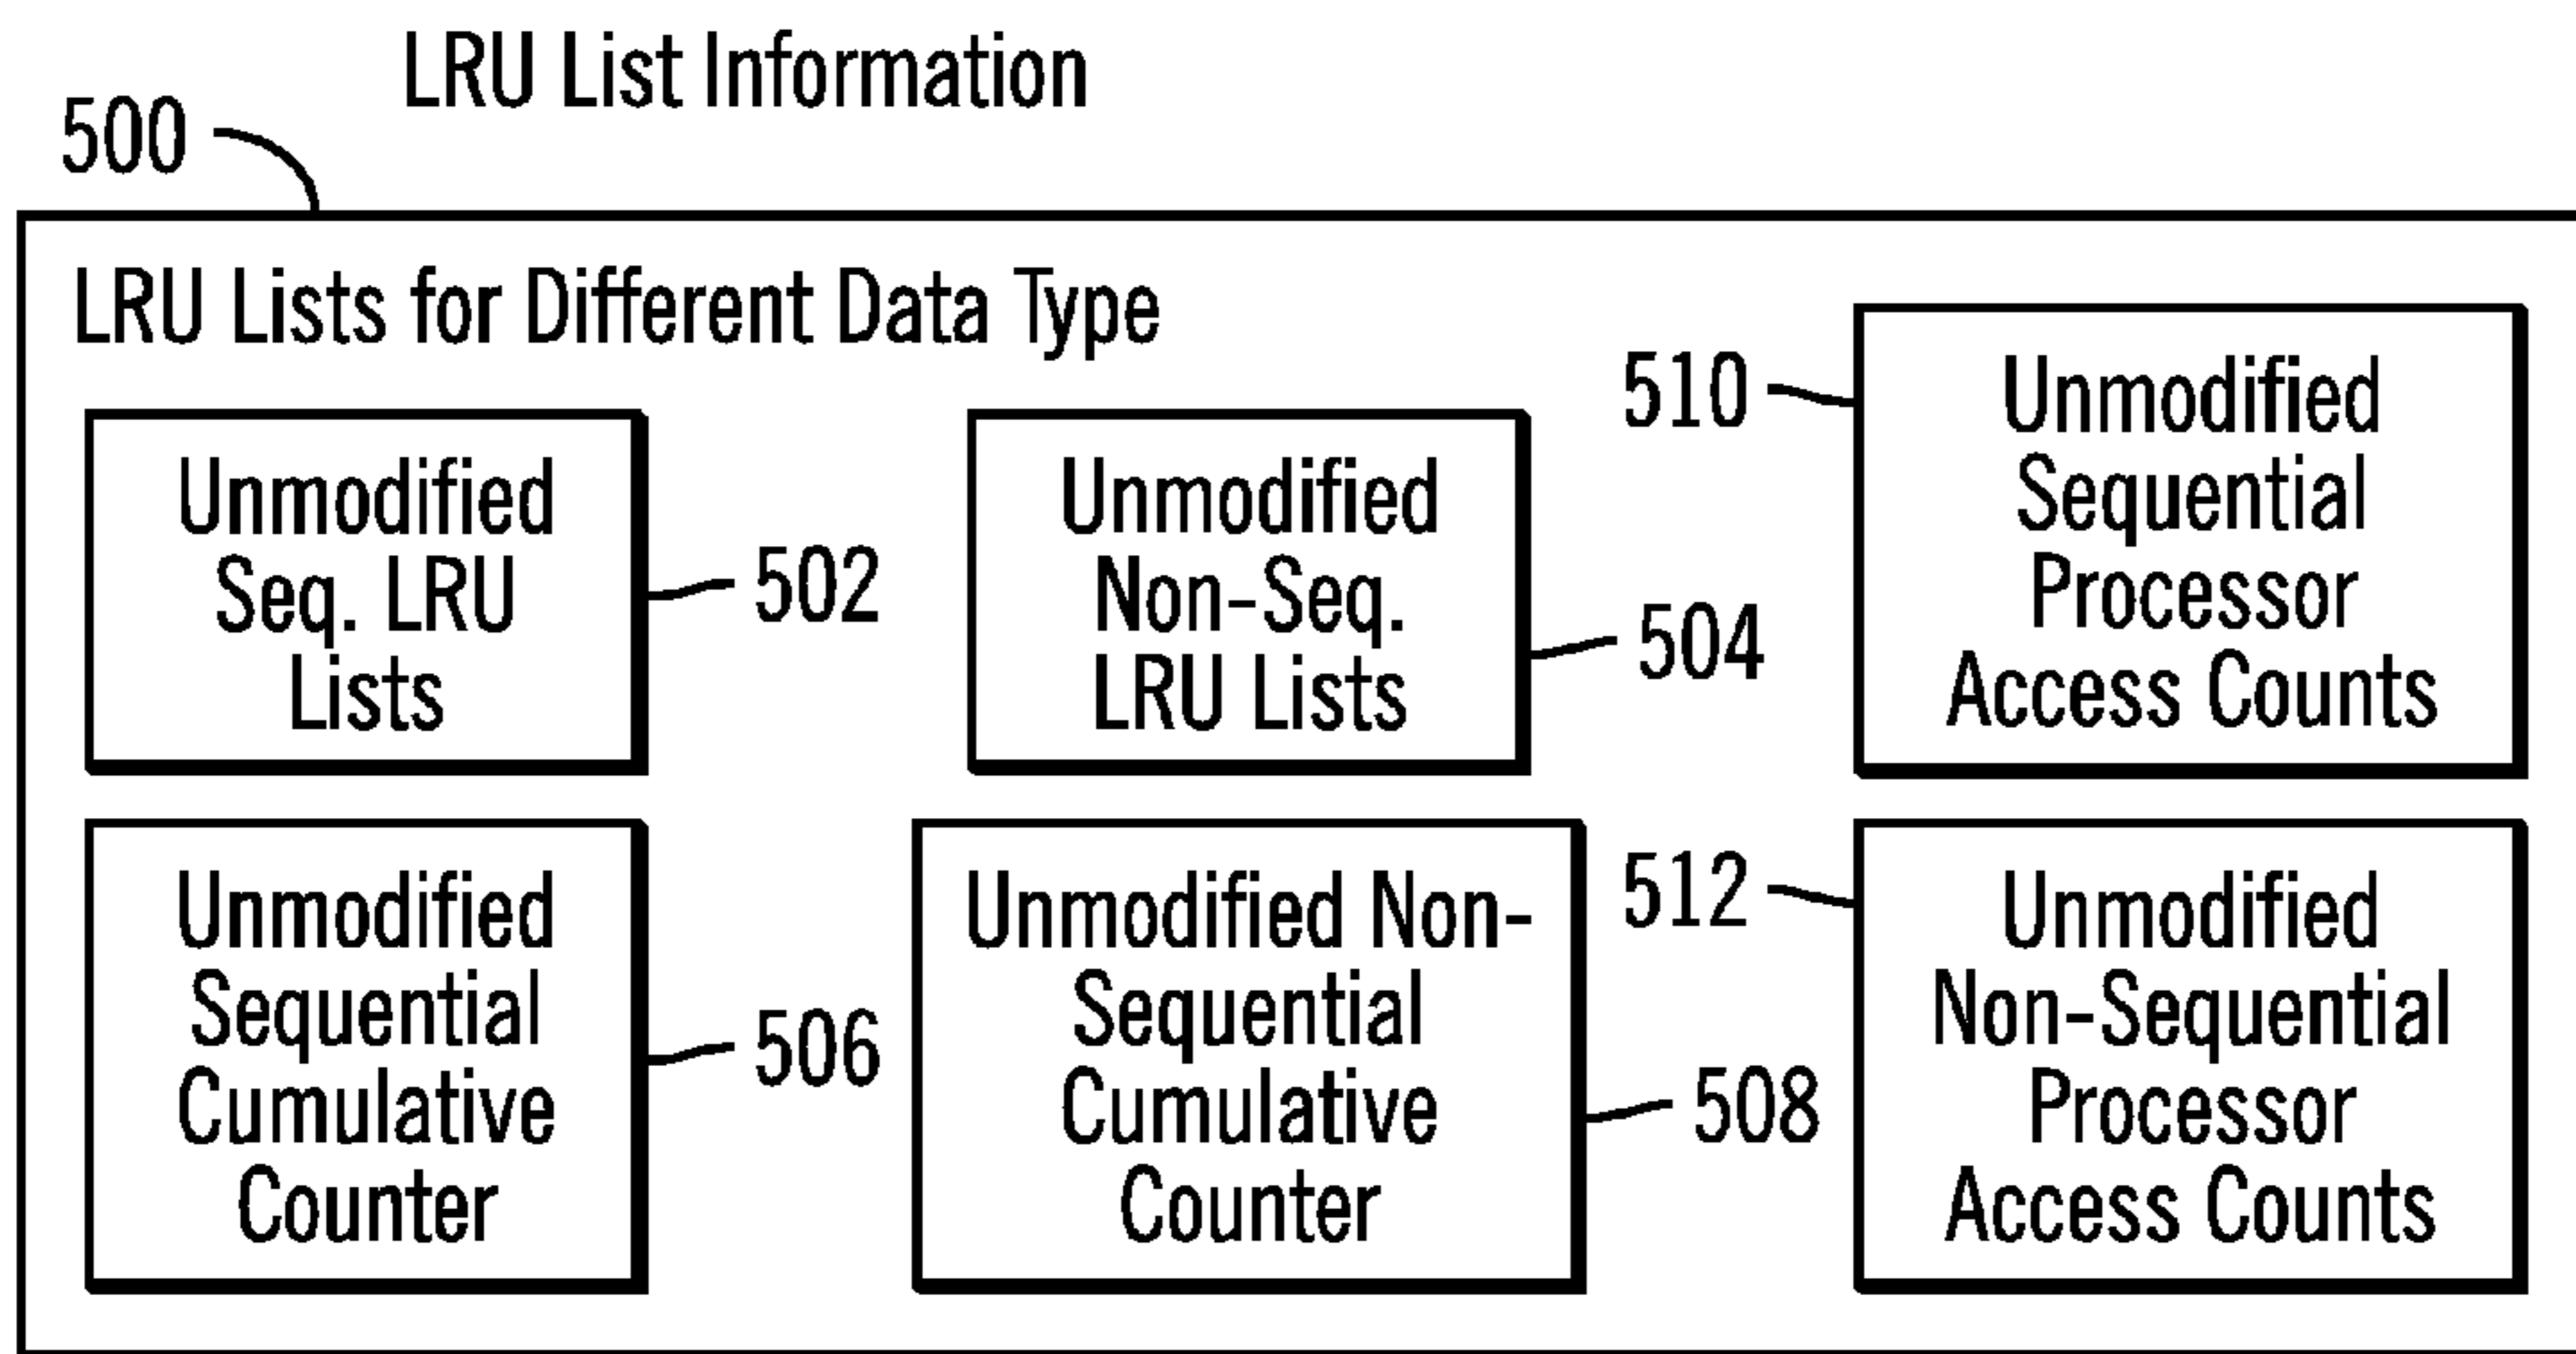 LRU List Information
500
LRU Lists for Different Data Type
Unmodified
Seq. LRU
Lists
502
Unmodified
Non-Seq.
LRU Lists
504
510
Unmodified
Sequential
Processor
Access Counts
Unmodified
Sequential
Cumulative
Counter
506
Unmodified Non-
Sequential
Cumulative
Counter
508
512
Unmodified
Non-Sequential
Processor
Access Counts